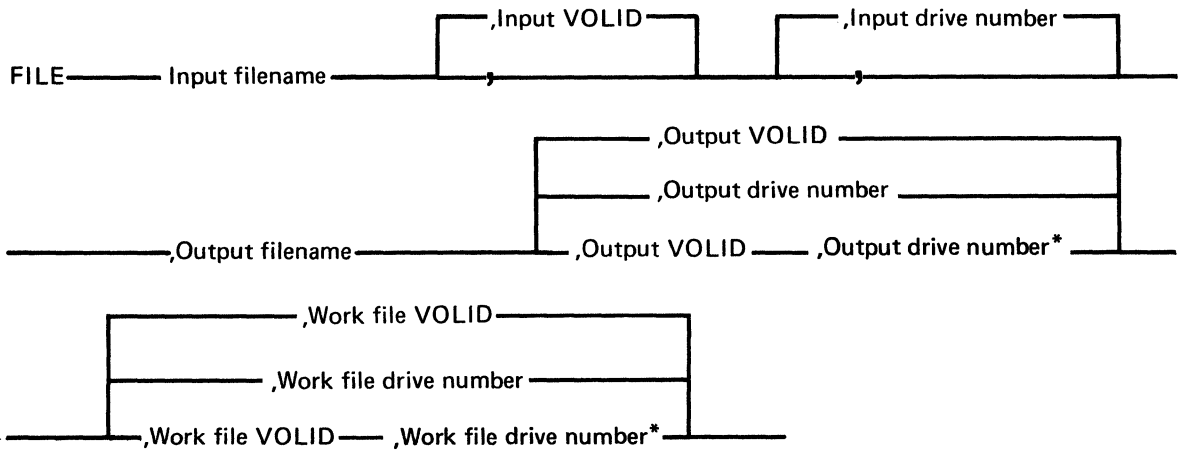 ,Input VOLID ,Input drive number
FILE Input filename , ,
,Output VOLID
,Output drive number
,Output filename ,Output VOLID ,Output drive number*
,Work file VOLID
,Work file drive number
,Work file VOLID ,Work file drive number*